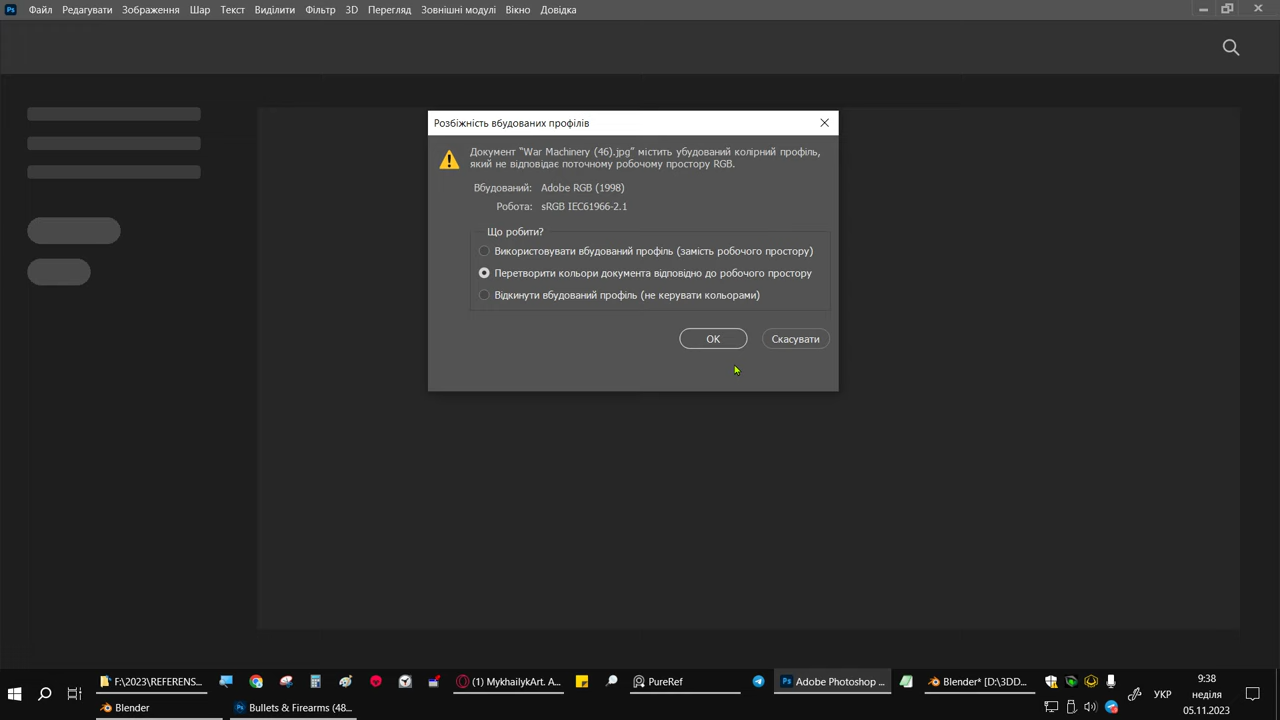 Ps Файл Редагувати Зображення Шар Текст Виділити Фільтр 3D Перегляд Зовнішні модулі Вікно Довідка
Розбіжність вбудованих профілів
Документ “War Machinery (46).jpg” містить убудований колірний профіль,
який не відповідає поточному робочому простору RGB.
Вбудований: Adobe RGB (1998)
Робота: sRGB IEC61966-2.1
Що робити?
Використовувати вбудований профіль (замість робочого простору)
Перетворити кольори документа відповідно до робочого простору
Відкинути вбудований профіль (не керувати кольорами)
OK Скасувати
F:\2023\REFERENS... (1) MykhailykArt. A... PureRef Ps Adobe Photoshop ... Blender* [D:\3DD... 9:38
УКР неділя
Blender Ps Bullets & Firearms (48... 05.11.2023